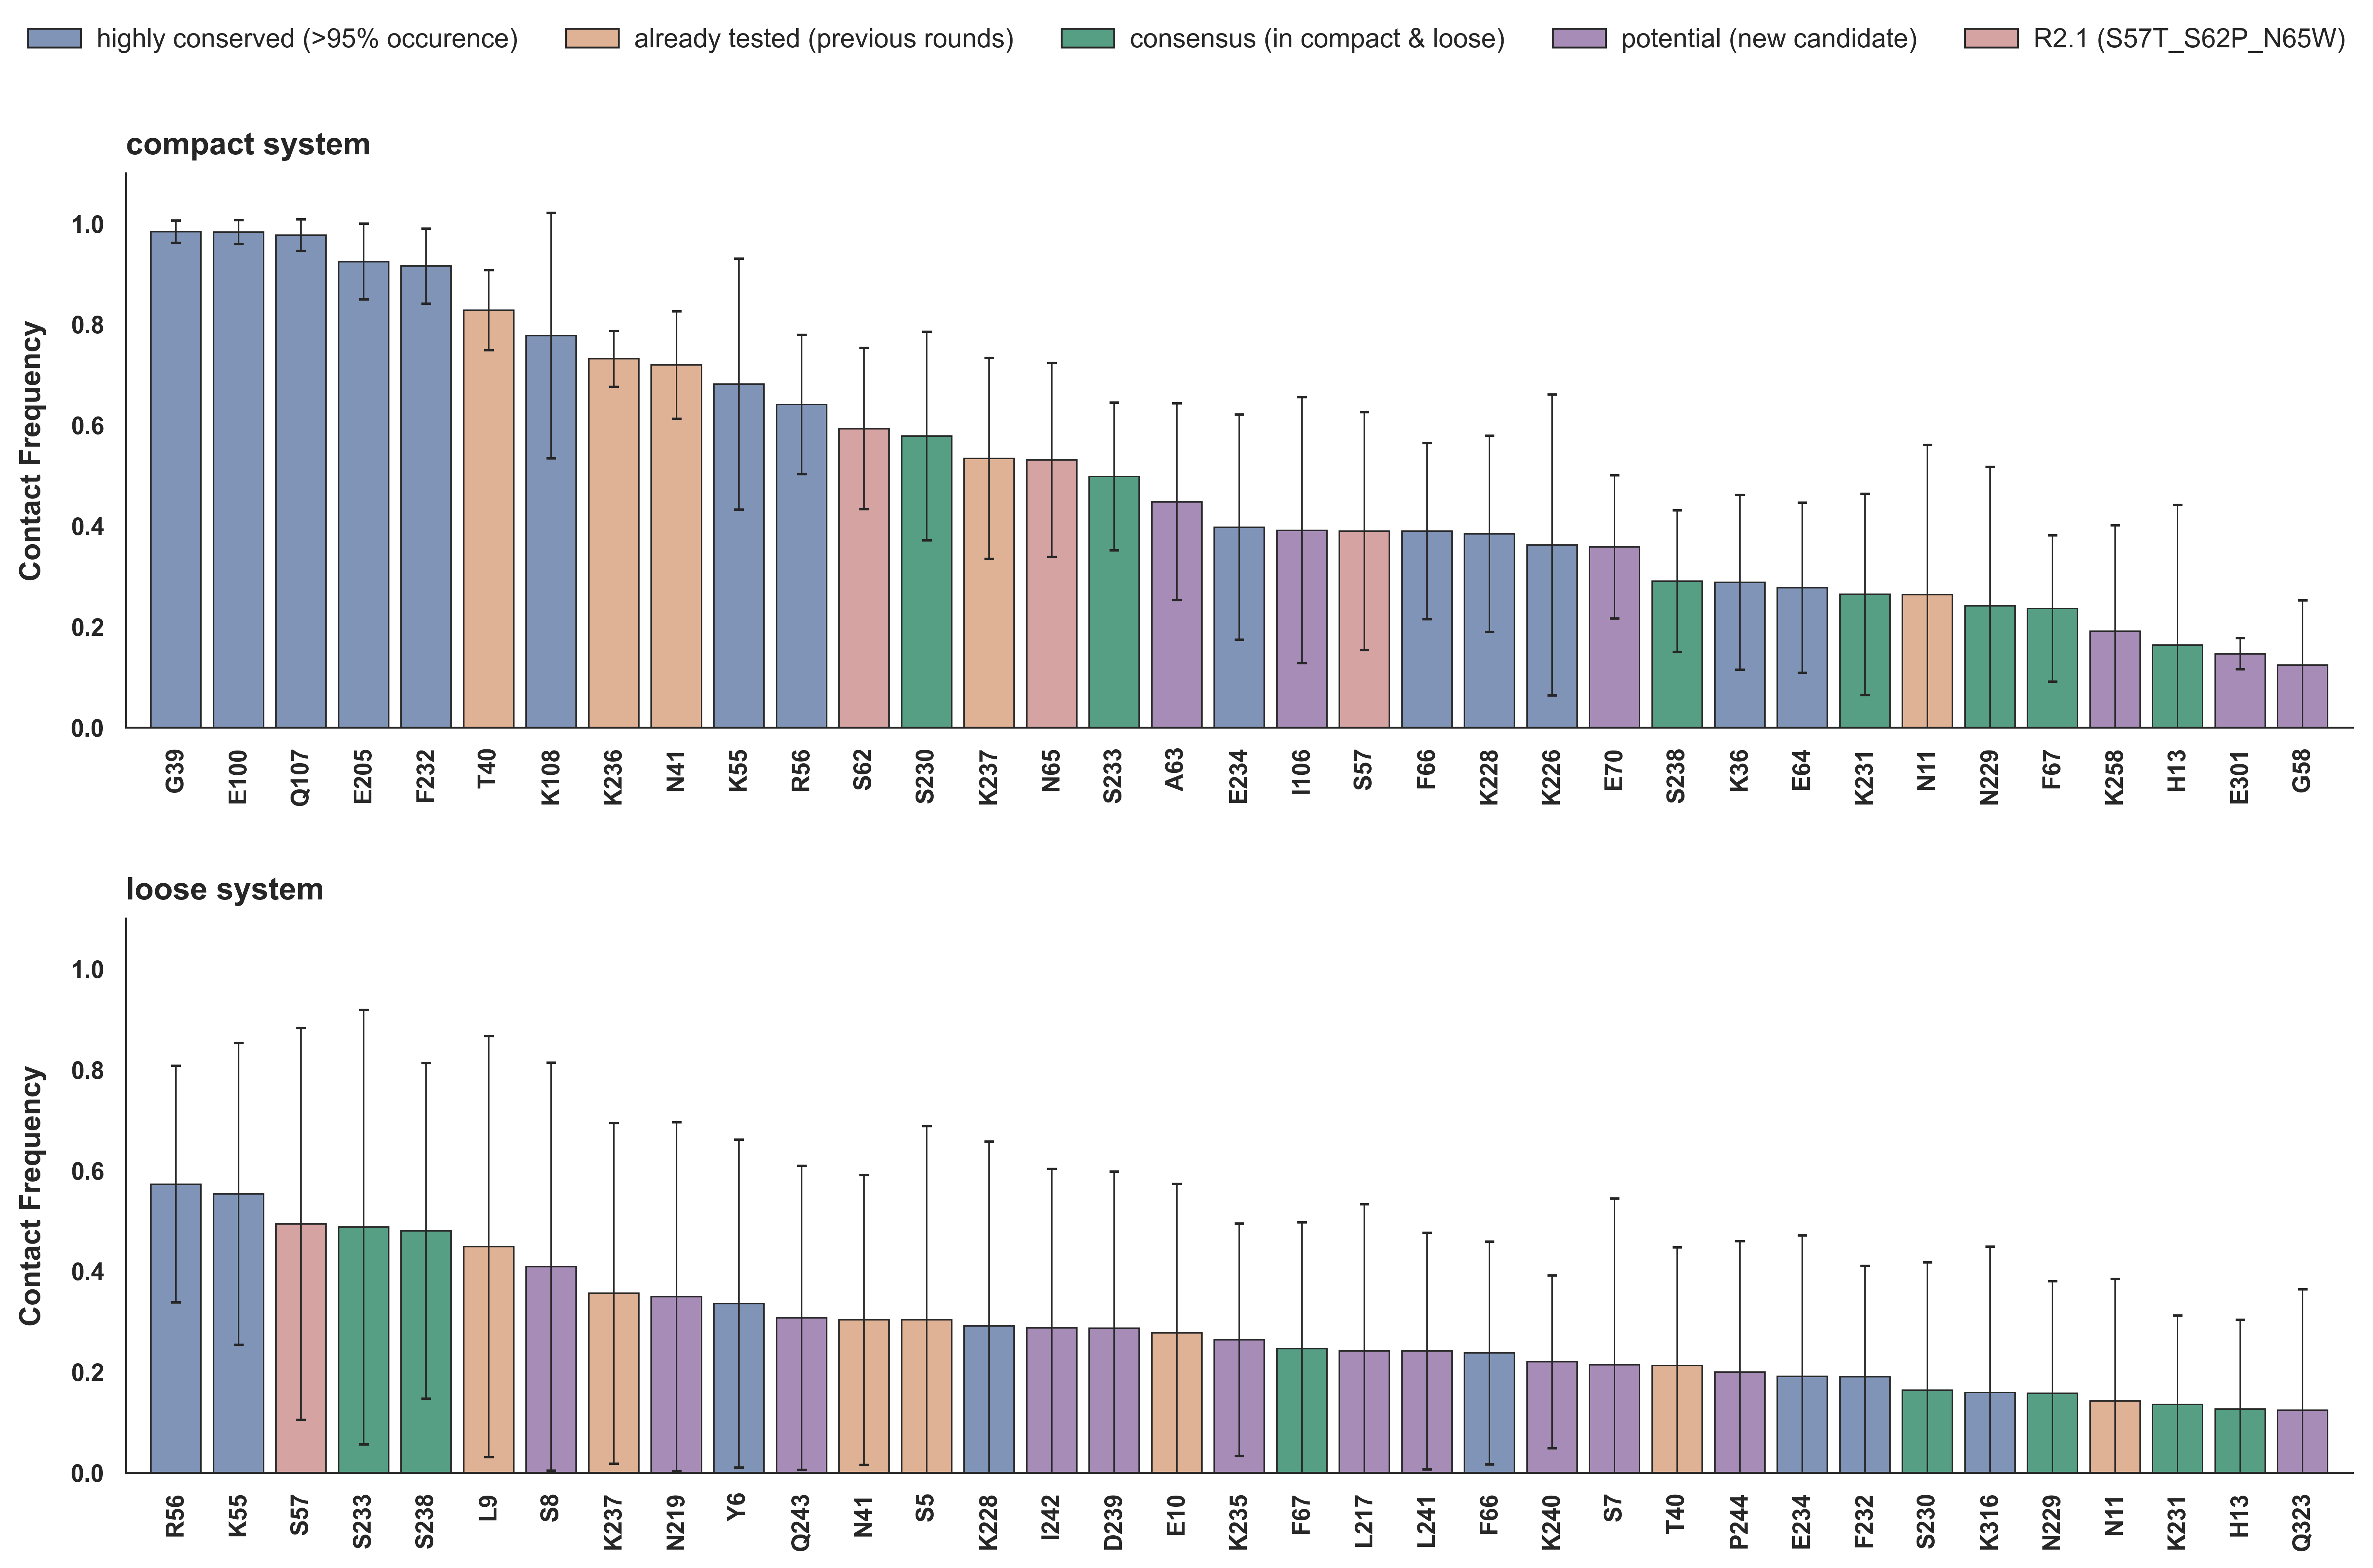 highly conserved (>95% occurence) already tested (previous rounds) consensus (in compact & loose) potential (new candidate) R2.1 (S57T_S62P_N65W)
compact system
Contact Frequency
1.0
0.8
0.6
0.4
0.2
0.0
G39 E100 Q107 E205 F232 T40 K108 K236 N41 K55 R56 S62 S230 K237 N65 S233 A63 E234 I106 S57 F66 K228 K226 E70 S238 K36 E64 K231 N11 N229 F67 K258 H13 E301 G58
loose system
Contact Frequency
1.0
0.8
0.6
0.4
0.2
0.0
R56 K55 S57 S233 S238 L9 S8 K237 N219 Y6 Q243 N41 S5 K228 I242 D239 E10 K235 F67 L217 L241 F66 K240 S7 T40 P244 E234 F232 S230 K316 N229 N11 K231 H13 Q323